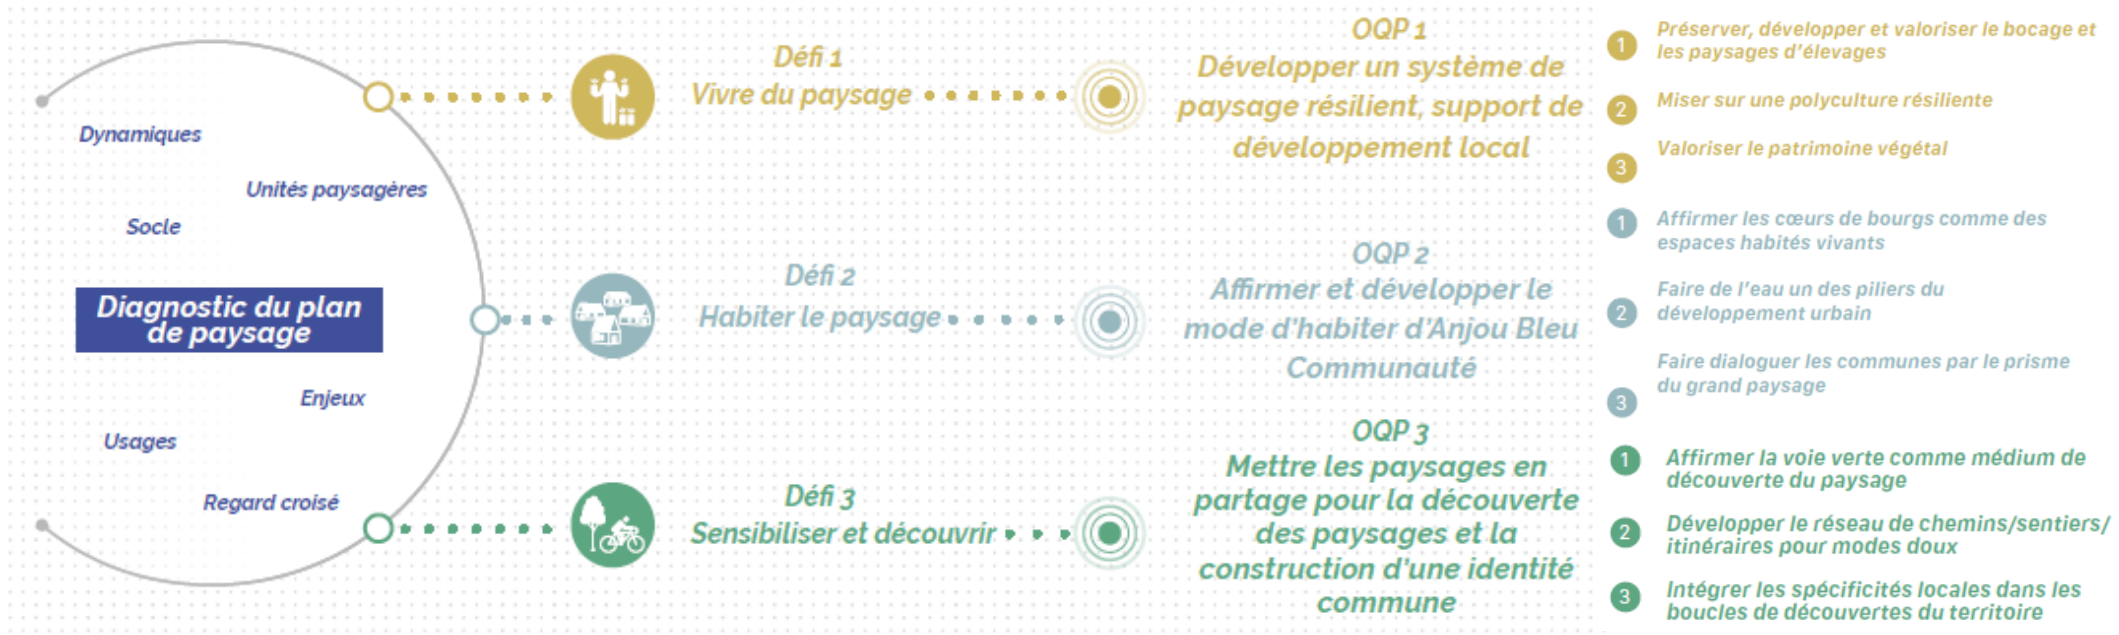 Dynamiques
Unités paysagères
Socle
Diagnostic du plan
de paysage
Enjeux
Usages
Regard croisé
Défi 1
Vivre du paysage
OQP 1
Développer un système de
paysage résilient, support de
développement local
1
Préserver, développer et valoriser le bocage et
les paysages d'élevages
2
Miser sur une polyculture résiliente
3
Valoriser le patrimoine végétal
Défi 2
Habiter le paysage
OQP 2
Affirmer et développer le
mode d'habiter d'Anjou Bleu
Communauté
1
Affirmer les cœurs de bourgs comme des
espaces habités vivants
2
Faire de l'eau un des piliers du
développement urbain
3
Faire dialoguer les communes par le prisme
du grand paysage
Défi 3
Sensibiliser et découvrir
OQP 3
Mettre les paysages en
partage pour la découverte
des paysages et la
construction d'une identité
commune
1
Affirmer la voie verte comme médium de
découverte du paysage
2
Développer le réseau de chemins/sentiers/
itinéraires pour modes doux
3
Intégrer les spécificités locales dans les
boucles de découvertes du territoire